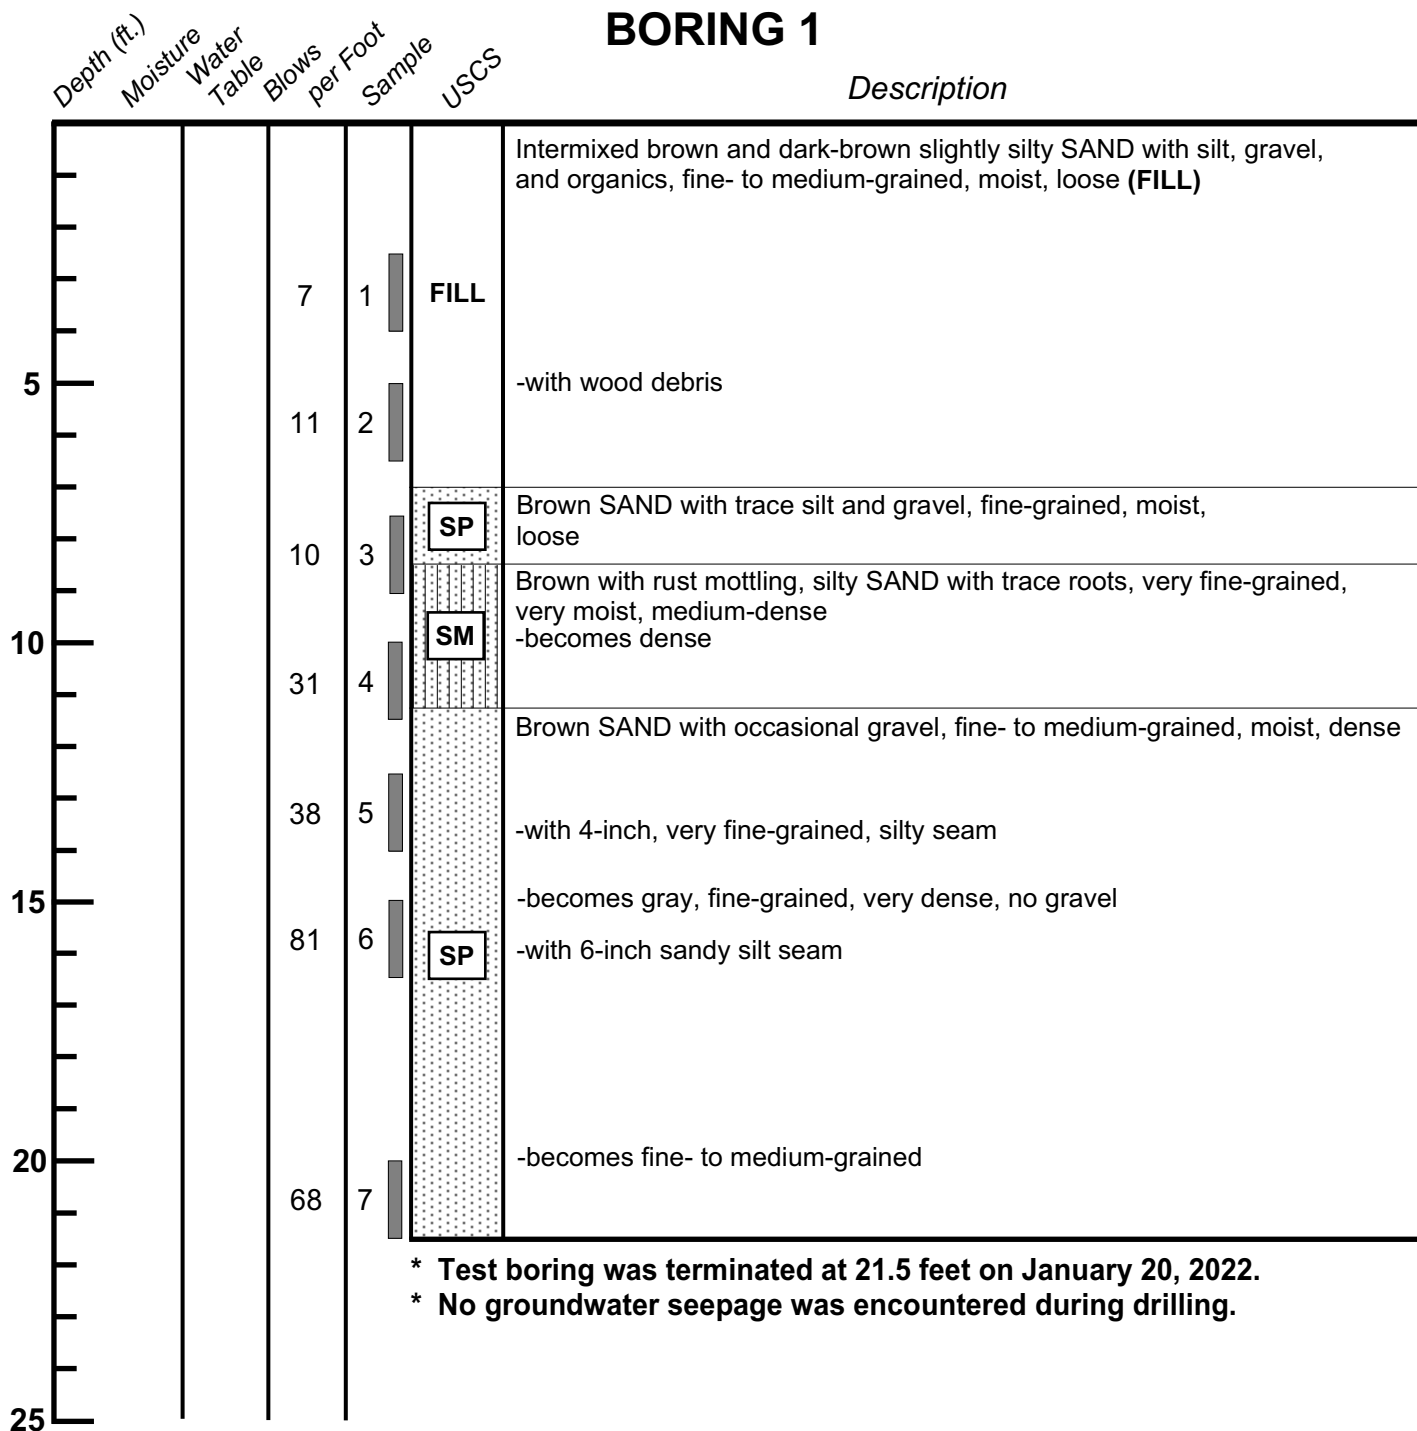 BORING 1
Depth (ft.)
Moisture
Water
Table
Blows
per Foot
Sample
USCS
Description
Intermixed brown and dark-brown slightly silty SAND with silt, gravel,
and organics, fine- to medium-grained, moist, loose (FILL)
7 1 FILL
5 -with wood debris
11 2
Brown SAND with trace silt and gravel, fine-grained, moist,
SP
loose
10 3
Brown with rust mottling, silty SAND with trace roots, very fine-grained,
very moist, medium-dense
10 SM -becomes dense
31 4
Brown SAND with occasional gravel, fine- to medium-grained, moist, dense
38 5
-with 4-inch, very fine-grained, silty seam
15 -becomes gray, fine-grained, very dense, no gravel
81 6
SP -with 6-inch sandy silt seam
20 -becomes fine- to medium-grained
68 7
* Test boring was terminated at 21.5 feet on January 20, 2022.
* No groundwater seepage was encountered during drilling.
25